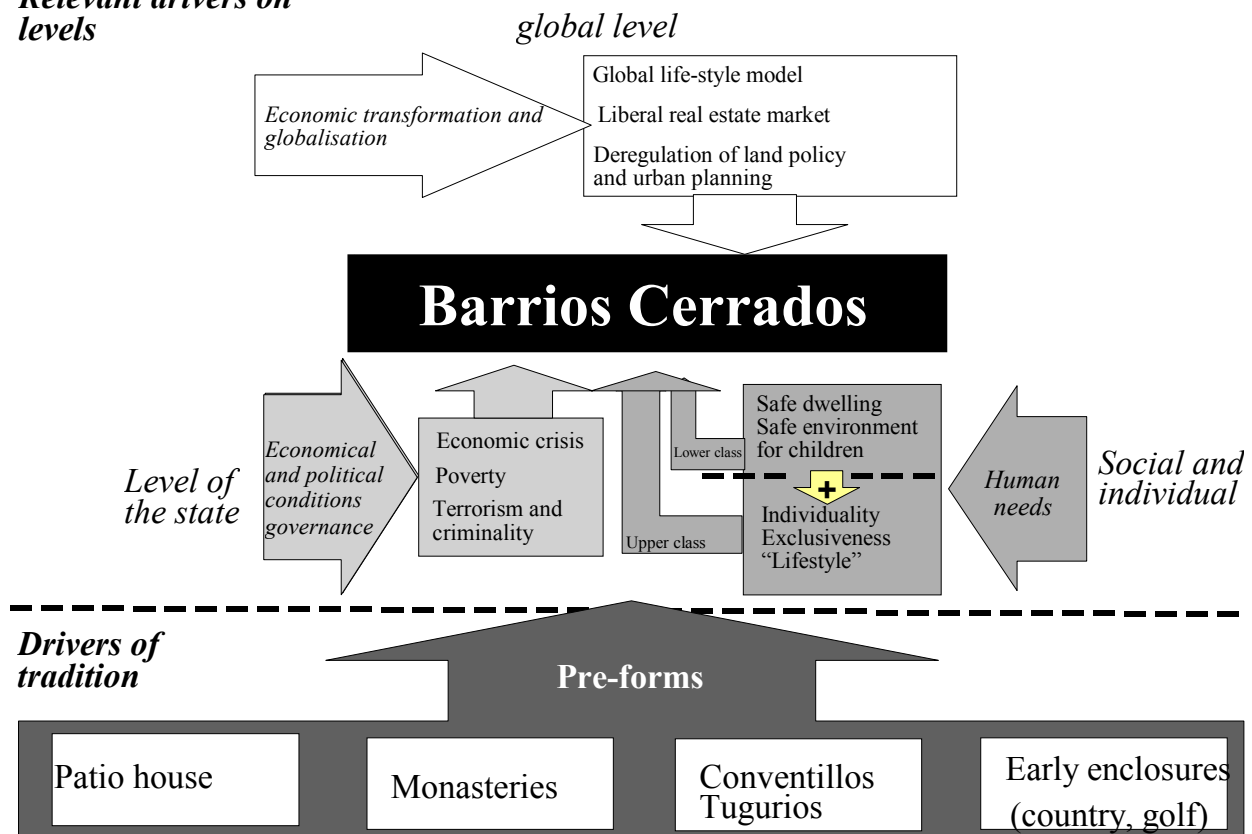 Relevant drivers on
levels
global level
Economic transformation and
globalisation
Global life-style model
Liberal real estate market
Deregulation of land policy
and urban planning
Barrios Cerrados
Level of
the state
Economical
and political
conditions
governance
Economic crisis
Poverty
Terrorism and
criminality
Lower class
Upper class
Safe dwelling
Safe environment
for children
+
Individuality
Exclusiveness
“Lifestyle”
Human
needs
Social and
individual
Drivers of
tradition
Pre-forms
Patio house
Monasteries
Conventillos
Tugurios
Early enclosures
(country, golf)